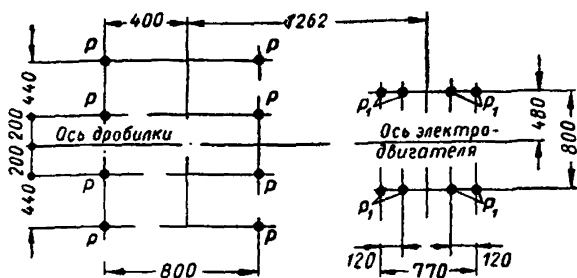 400
1262
P
P
440
P
P
P₁
P₁
200
Ось дробилки
Ось электро-
двигателя
480
800
200
P
P
P₁
P₁
440
P
P
120
120
800
770